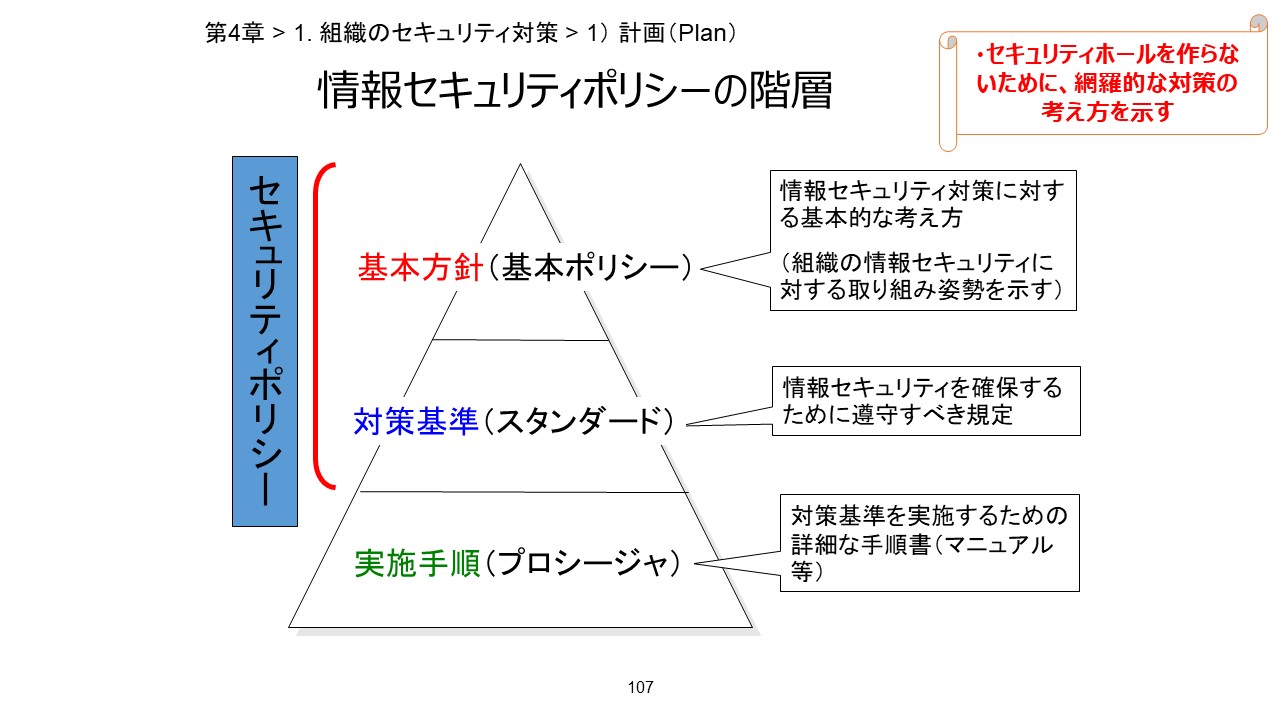 第4章 > 1. 組織のセキュリティ対策 > 1） 計画（Plan）
情報セキュリティポリシーの階層
・セキュリティホールを作らな
いために、網羅的な対策の
考え方を示す
セキュリティポリシー
基本方針（基本ポリシー）
情報セキュリティ対策に対す
る基本的な考え方
（組織の情報セキュリティに
対する取り組み姿勢を示す）
対策基準（スタンダード）
情報セキュリティを確保する
ために遵守すべき規定
実施手順（プロシージャ）
対策基準を実施するための
詳細な手順書（マニュアル
等）
107